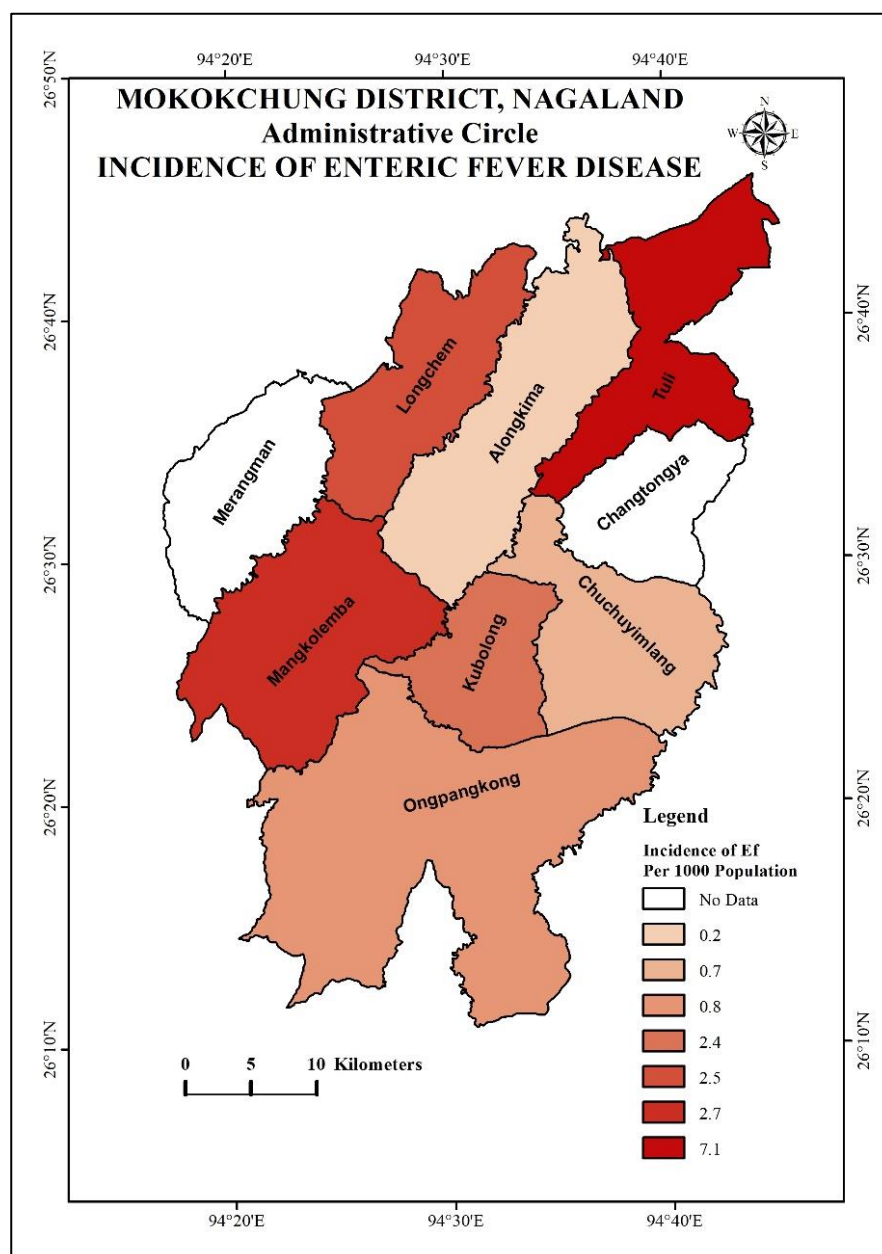 94°20'E 94°30'E 94°40'E
26°50'N
MOKOKCHUNG DISTRICT, NAGALAND
Administrative Circle
INCIDENCE OF ENTERIC FEVER DISEASE
N
W E
S
26°40'N 26°40'N
Longchem
Alongkima
Tuli
Merangman
Changtongya
26°30'N 26°30'N
Chuchuyimlang
Mangkolemba
Kubolong
Ongpangkong
26°20'N 26°20'N
Legend
Incidence of Ef
Per 1000 Population
No Data
0.2
0.7
0.8
2.4
2.5
2.7
7.1
26°10'N 26°10'N
0 5 10 Kilometers
94°20'E 94°30'E 94°40'E